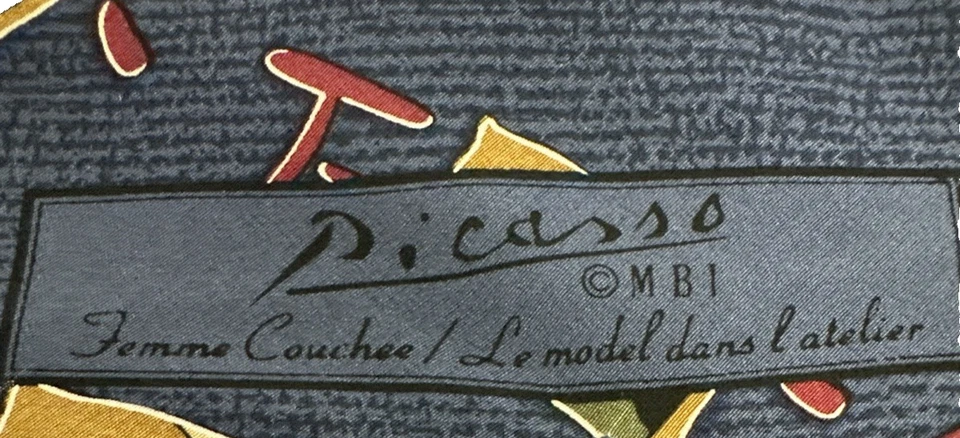 Picasso
©MBI
Femme Couchee / Le model dans l atelier